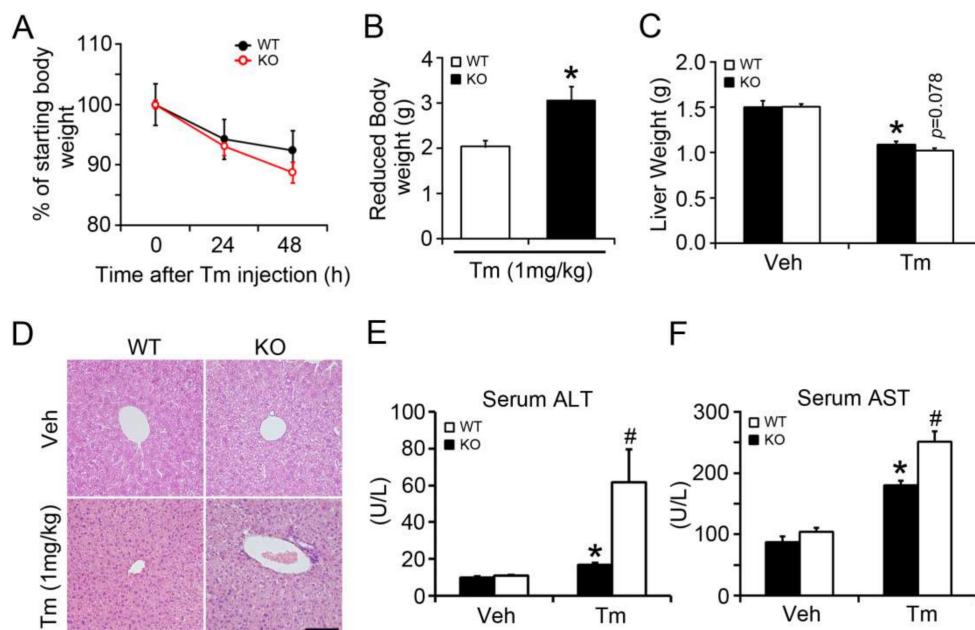 A
110
100
90
80
% of starting body
weight
WT
KO
0 24 48
Time after Tm injection (h)
B
WT
KO
4
3
2
1
0
Reduced Body
weight (g)
*
Tm (1mg/kg)
C
WT
KO
2.0
1.5
1.0
0.5
0.0
Liver Weight (g)
*
p=0.078
Veh Tm
D
WT KO
Veh
Tm (1mg/kg)
E
Serum ALT
100
80
60
40
20
0
(U/L)
WT
KO
*
#
Veh Tm
F
Serum AST
250
300
200
100
50
0
(U/L)
WT
KO
*
#
Veh Tm